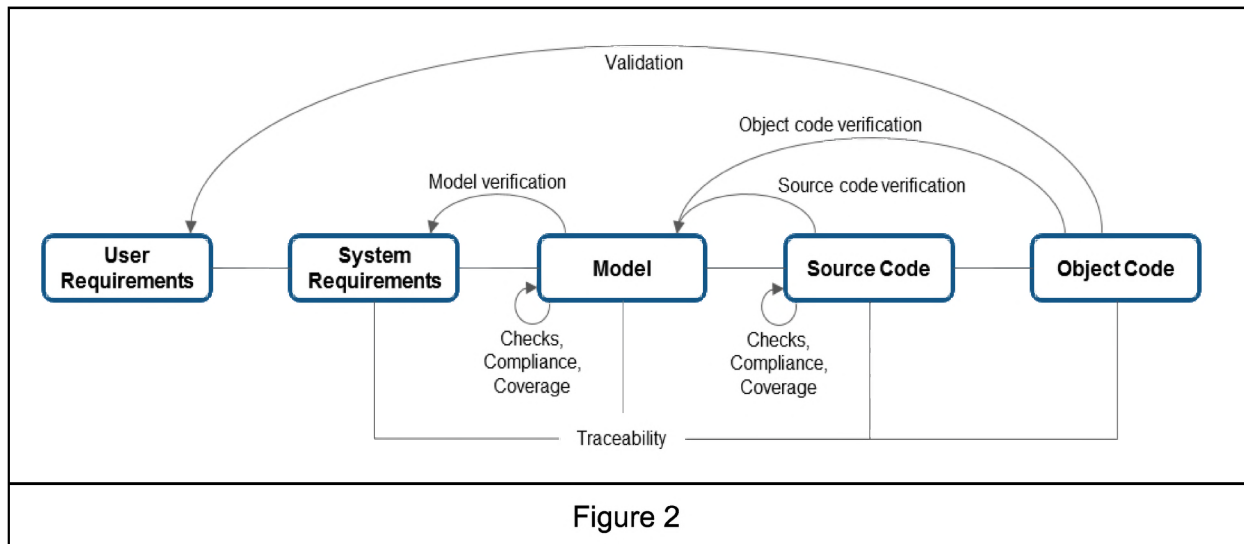 Validation
Object code verification
Model verification
Source code verification
User
Requirements
System
Requirements
Model
Source Code
Object Code
Checks,
Compliance,
Coverage
Checks,
Compliance,
Coverage
Traceability
Figure 2